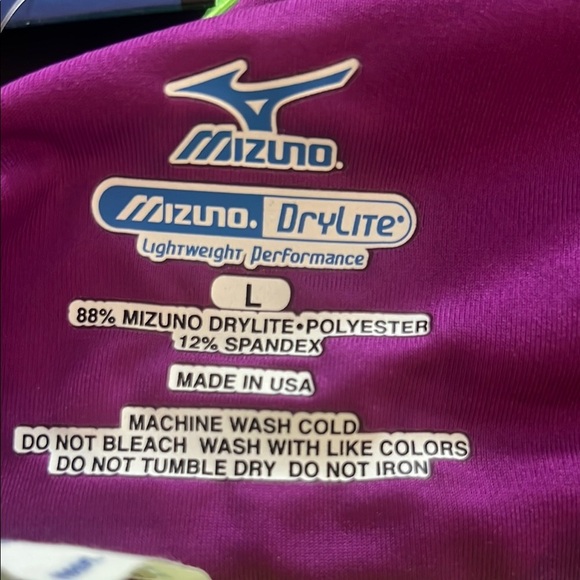 MIZUNO.
MIZUNO. DryLite
Lightweight Performance
L
88% MIZUNO DRYLITE•POLYESTER
12% SPANDEX
MADE IN USA
MACHINE WASH COLD
DO NOT BLEACH WASH WITH LIKE COLORS
DO NOT TUMBLE DRY DO NOT IRON